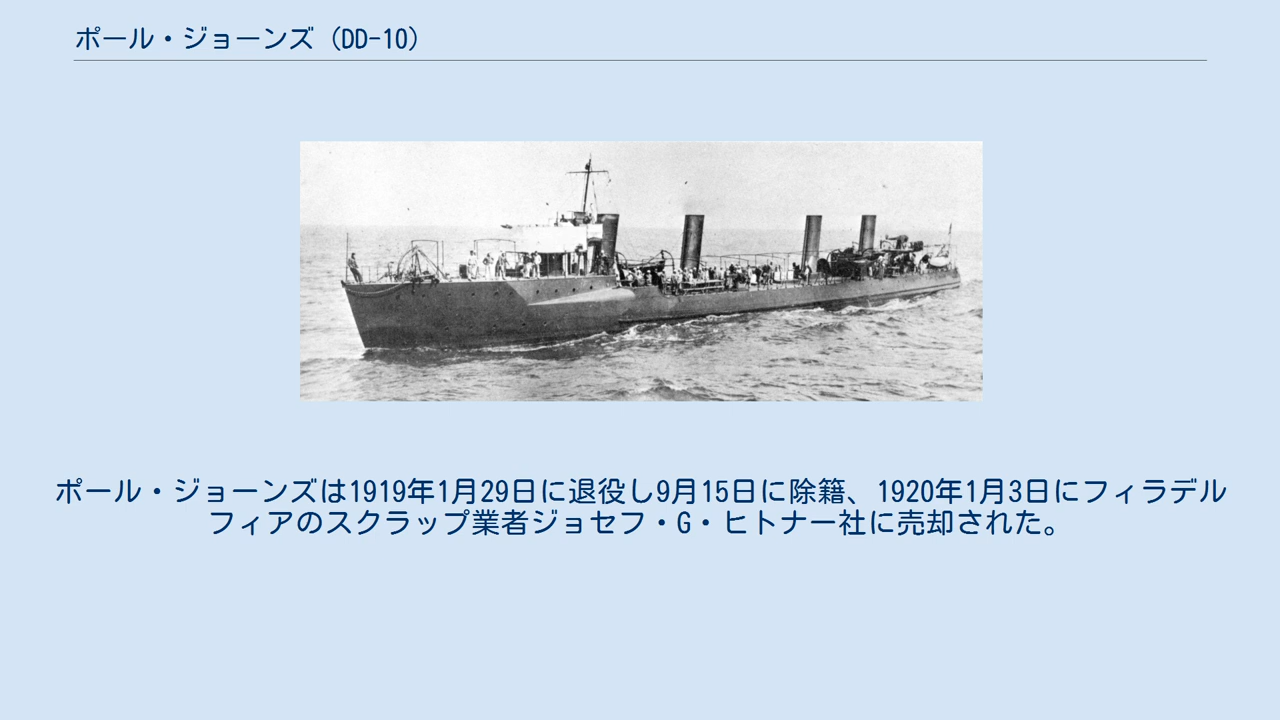 ポール・ジョーンズ（DD-10）
ポール・ジョーンズは1919年1月29日に退役し9月15日に除籍、1920年1月3日にフィラデル
フィアのスクラップ業者ジョセフ・G・ヒトナー社に売却された。